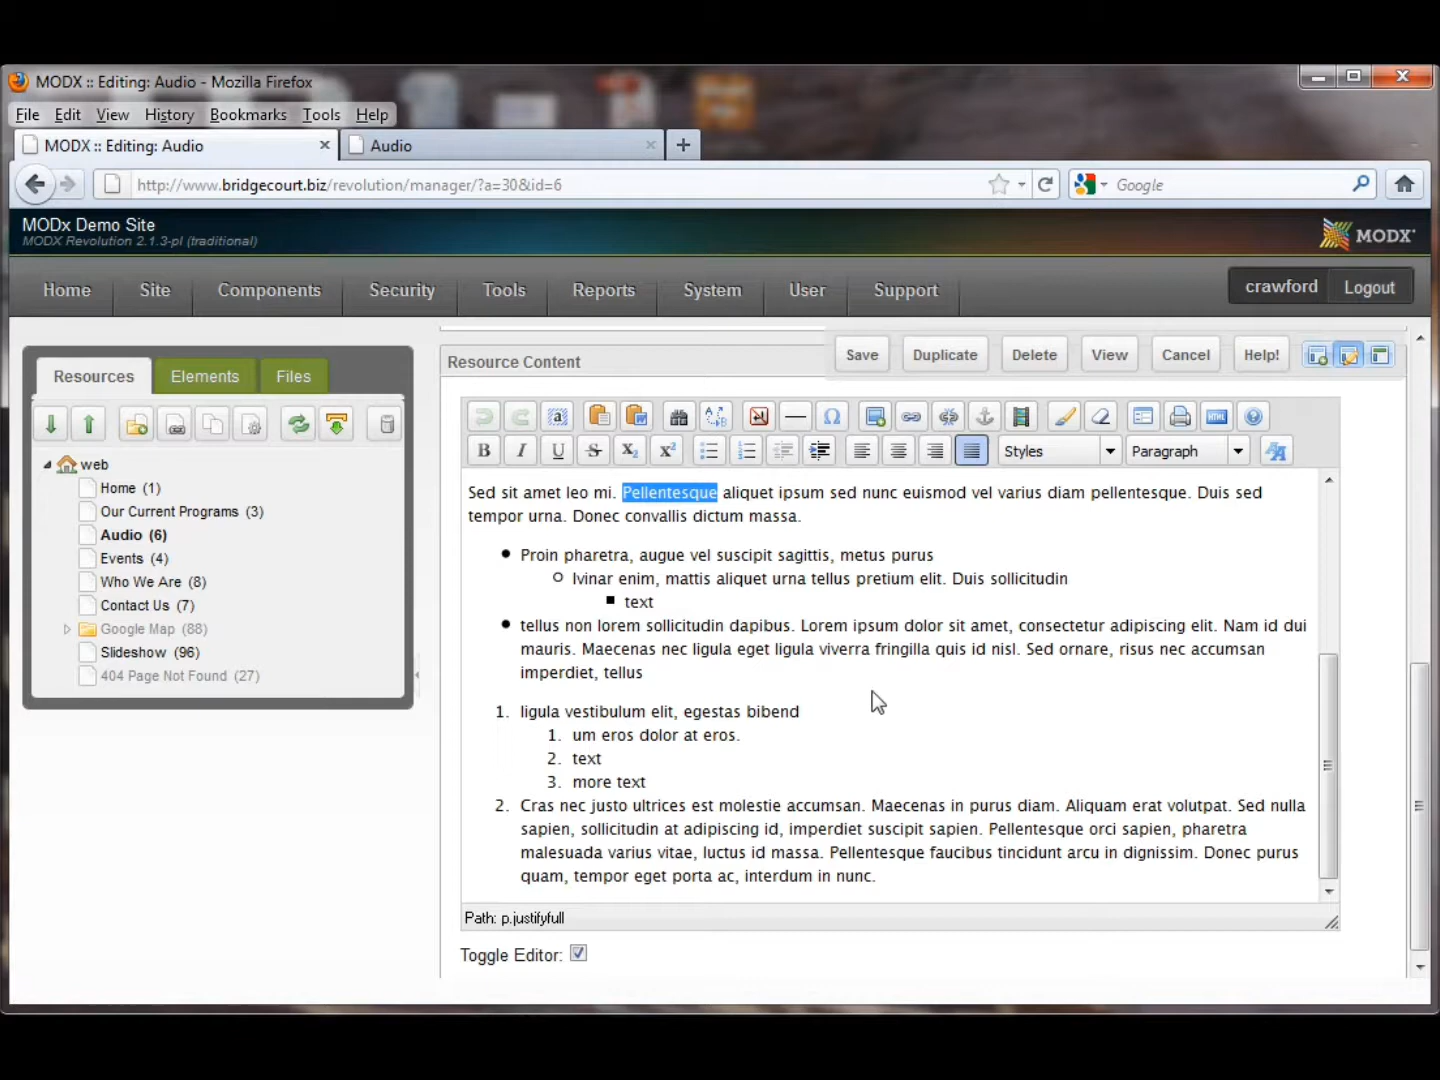 MODX :: Editing: Audio - Mozilla Firefox
File Edit View History Bookmarks Tools Help
MODX :: Editing: Audio
Audio
http://www.bridgecourt.biz/revolution/manager/?a=30&id=6
Google
MODx Demo Site
MODX Revolution 2.1.3-pl (traditional)
MODX
Home Site Components Security Tools Reports System User Support
crawford Logout
Resources Elements Files
web
Home (1)
Our Current Programs (3)
Audio (6)
Events (4)
Who We Are (8)
Contact Us (7)
Google Map (88)
Slideshow (96)
404 Page Not Found (27)
Resource Content
Save Duplicate Delete View Cancel Help!
HTML
B I U S X₂ X² Styles Paragraph
Sed sit amet leo mi. Pellentesque aliquet ipsum sed nunc euismod vel varius diam pellentesque. Duis sed
tempor urna. Donec convallis dictum massa.
Proin pharetra, augue vel suscipit sagittis, metus purus
lvinar enim, mattis aliquet urna tellus pretium elit. Duis sollicitudin
text
tellus non lorem sollicitudin dapibus. Lorem ipsum dolor sit amet, consectetur adipiscing elit. Nam id dui
mauris. Maecenas nec ligula eget ligula viverra fringilla quis id nisl. Sed ornare, risus nec accumsan
imperdiet, tellus
1. ligula vestibulum elit, egestas bibend
1. um eros dolor at eros.
2. text
3. more text
2. Cras nec justo ultrices est molestie accumsan. Maecenas in purus diam. Aliquam erat volutpat. Sed nulla
sapien, sollicitudin at adipiscing id, imperdiet suscipit sapien. Pellentesque orci sapien, pharetra
malesuada varius vitae, luctus id massa. Pellentesque faucibus tincidunt arcu in dignissim. Donec purus
quam, tempor eget porta ac, interdum in nunc.
Path: p.justifyfull
Toggle Editor: